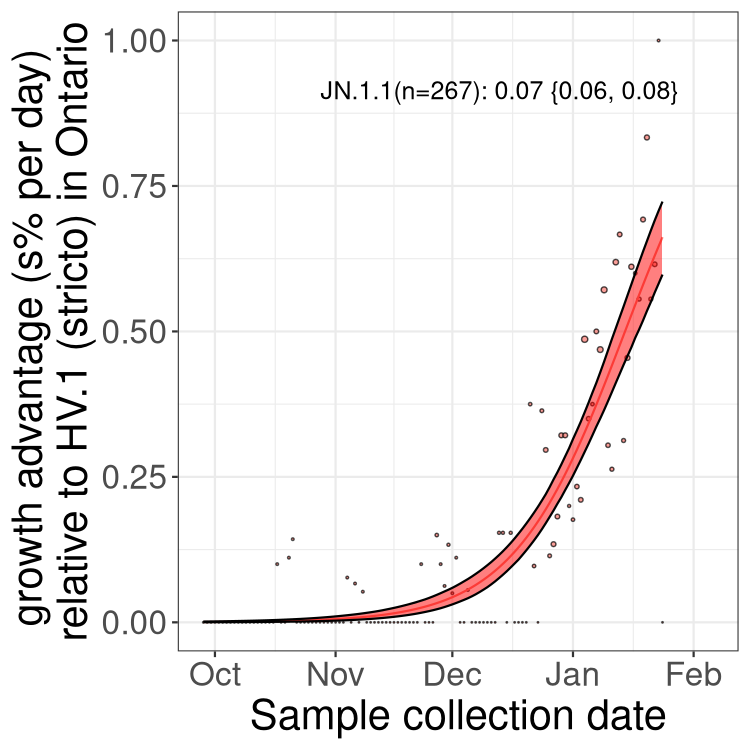 growth advantage (s% per day)
relative to HV.1 (stricto) in Ontario
1.00
0.75
0.50
0.25
0.00
JN.1.1(n=267): 0.07 {0.06, 0.08}
Oct Nov Dec Jan Feb
Sample collection date